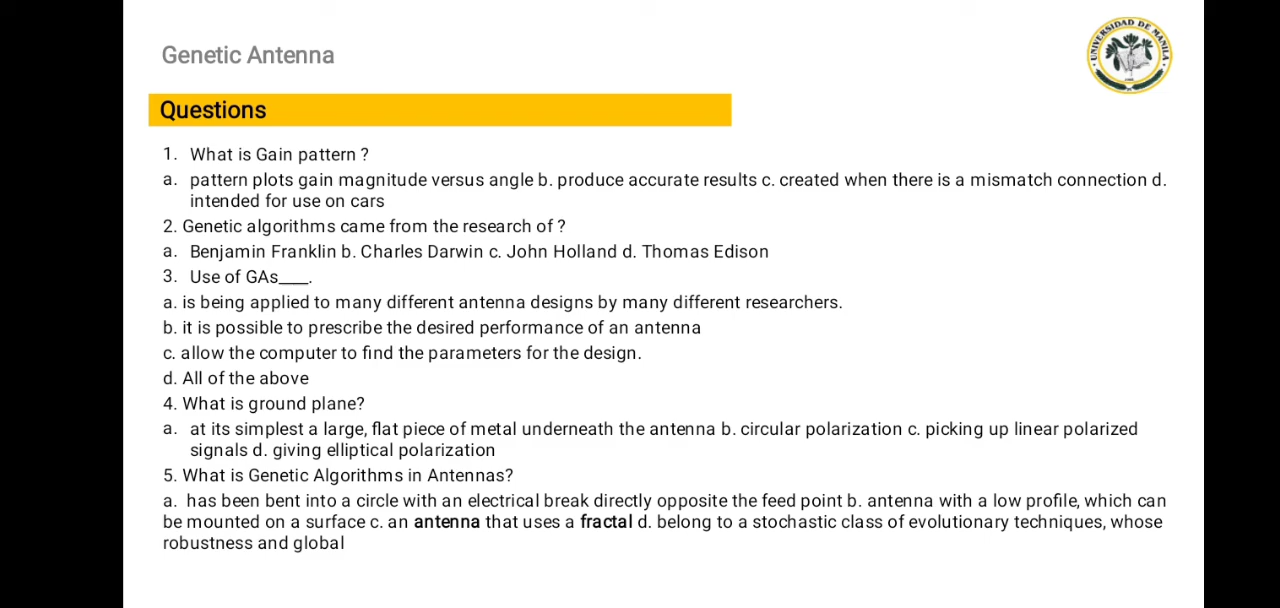 Genetic Antenna
UNIVERSIDAD DE MANILA
Questions
1. What is Gain pattern ?
a. pattern plots gain magnitude versus angle b. produce accurate results c. created when there is a mismatch connection d.
intended for use on cars
2. Genetic algorithms came from the research of ?
a. Benjamin Franklin b. Charles Darwin c. John Holland d. Thomas Edison
3. Use of GAs____.
a. is being applied to many different antenna designs by many different researchers.
b. it is possible to prescribe the desired performance of an antenna
c. allow the computer to find the parameters for the design.
d. All of the above
4. What is ground plane?
a. at its simplest a large, flat piece of metal underneath the antenna b. circular polarization c. picking up linear polarized
signals d. giving elliptical polarization
5. What is Genetic Algorithms in Antennas?
a. has been bent into a circle with an electrical break directly opposite the feed point b. antenna with a low profile, which can
be mounted on a surface c. an antenna that uses a fractal d. belong to a stochastic class of evolutionary techniques, whose
robustness and global